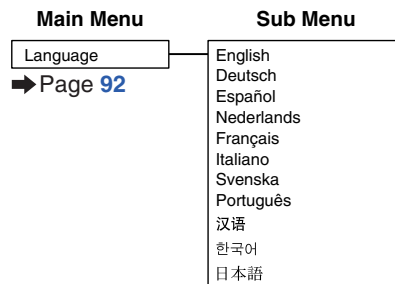 Main Menu
Sub Menu
Language
➡Page 92
English
Deutsch
Español
Nederlands
Français
Italiano
Svenska
Português
汉语
한국어
日本語